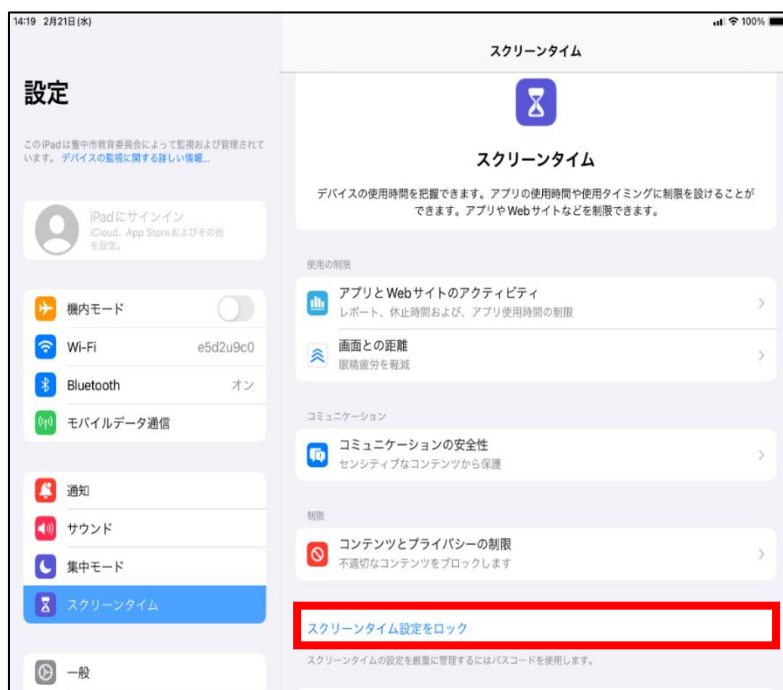 14:19 2月21日(水)
100%
設定
このiPadは豊中市教育委員会によって監視および管理されて
います。 デバイスの監視に関する詳しい情報...
iPadにサインイン
iCloud、App Storeおよびその他
を設定。
機内モード
Wi-Fi e5d2u9c0
Bluetooth オン
モバイルデータ通信
通知
サウンド
集中モード
スクリーンタイム
一般
スクリーンタイム
スクリーンタイム
デバイスの使用時間を把握できます。アプリの使用時間や使用タイミングに制限を設けることが
できます。アプリやWebサイトなどを制限できます。
使用の制限
アプリとWebサイトのアクティビティ
レポート、休止時間および、アプリ使用時間の制限
画面との距離
眼精疲労を軽減
コミュニケーション
コミュニケーションの安全性
センシティブなコンテンツから保護
制限
コンテンツとプライバシーの制限
不適切なコンテンツをブロックします
スクリーンタイム設定をロック
スクリーンタイムの設定を厳重に管理するにはパスコードを使用します。